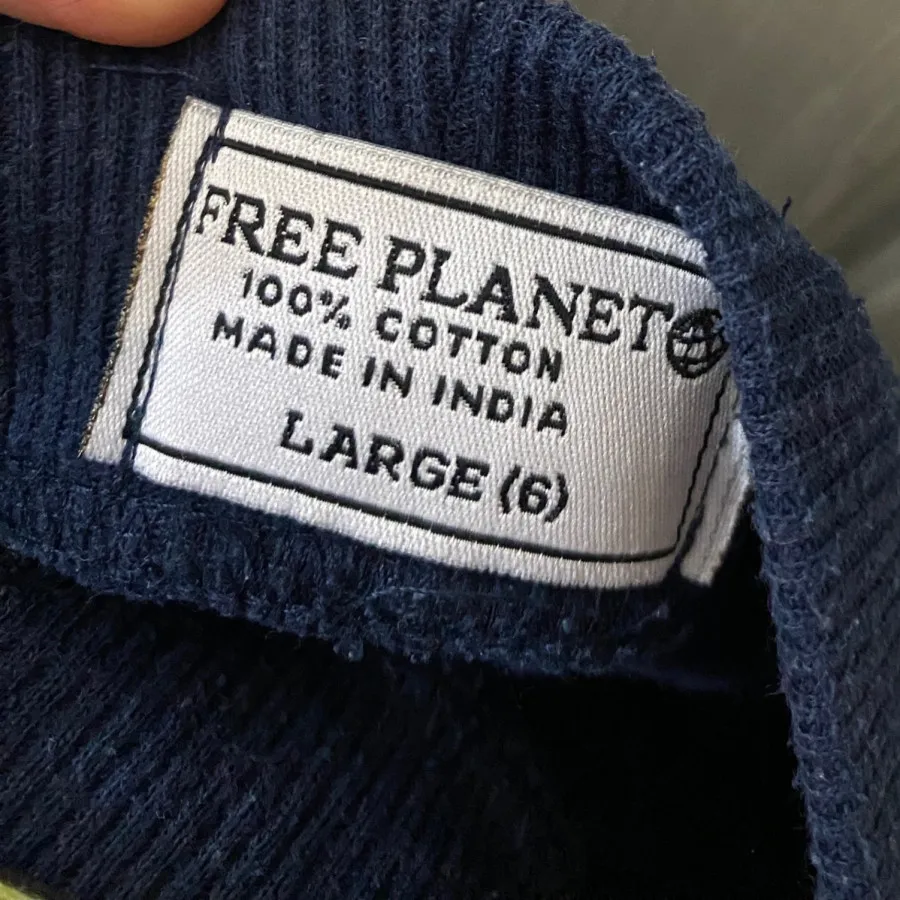 FREE PLANET
100% COTTON
MADE IN INDIA
LARGE (6)